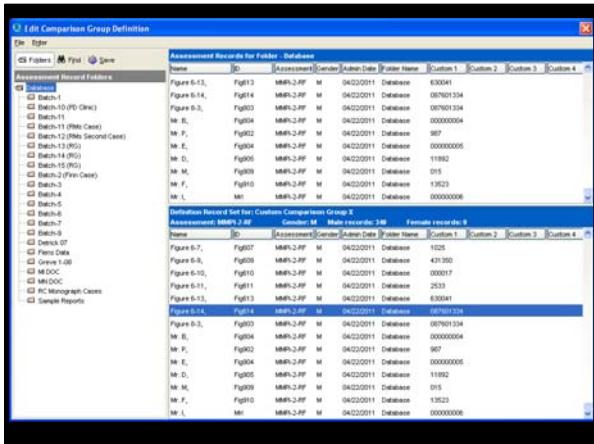 Edit Comparison Group Definition
File Enter
Folders Find Save
Assessment Record Folders
Database
Batch-1
Batch-10 (PD Clinic)
Batch-11
Batch-11 (RMs Case)
Batch-12 (RMs Second Case)
Batch-13 (RG)
Batch-14 (RG)
Batch-15 (RG)
Batch-2 (Finn Case)
Batch-3
Batch-4
Batch-5
Batch-6
Batch-7
Batch-9
Detrick 07
Flens Data
Greve 1-08
MI DOC
MN DOC
RC Monograph Cases
Sample Reports
Assessment Records for Folder - Database
Name ID Assessment Gender Admin Date Folder Name Custom 1 Custom 2 Custom 3 Custom 4
Figure 6-13, Fig613 MMPI-2-RF M 04/22/2011 Database 630041
Figure 6-14, Fig614 MMPI-2-RF M 04/22/2011 Database 087601334
Figure 8-3, Fig803 MMPI-2-RF M 04/22/2011 Database 087601334
Mr. B, Fig804 MMPI-2-RF M 04/22/2011 Database 000000004
Mr. P, Fig902 MMPI-2-RF M 04/22/2011 Database 987
Mr. E, Fig904 MMPI-2-RF M 04/22/2011 Database 000000005
Mr. D, Fig905 MMPI-2-RF M 04/22/2011 Database 11892
Mr. M, Fig909 MMPI-2-RF M 04/22/2011 Database 015
Mr. F, Fig910 MMPI-2-RF M 04/22/2011 Database 13523
Mr. I, MrI MMPI-2-RF M 04/22/2011 Database 000000006
Definition Record Set for: Custom Comparison Group X
Assessment: MMPI-2-RF Gender: M Male records: Female records: 0
Name ID Assessment Gender Admin Date Folder Name Custom 1 Custom 2 Custom 3 Custom 4
Figure 6-7, Fig607 MMPI-2-RF M 04/22/2011 Database 1025
Figure 6-9, Fig609 MMPI-2-RF M 04/22/2011 Database 431350
Figure 6-10, Fig610 MMPI-2-RF M 04/22/2011 Database 000017
Figure 6-11, Fig611 MMPI-2-RF M 04/22/2011 Database 2533
Figure 6-13, Fig613 MMPI-2-RF M 04/22/2011 Database 630041
Figure 6-14, Fig614 MMPI-2-RF M 04/22/2011 Database 087601334
Figure 8-3, Fig803 MMPI-2-RF M 04/22/2011 Database 087601334
Mr. B, Fig804 MMPI-2-RF M 04/22/2011 Database 000000004
Mr. P, Fig902 MMPI-2-RF M 04/22/2011 Database 987
Mr. E, Fig904 MMPI-2-RF M 04/22/2011 Database 000000005
Mr. D, Fig905 MMPI-2-RF M 04/22/2011 Database 11892
Mr. M, Fig909 MMPI-2-RF M 04/22/2011 Database 015
Mr. F, Fig910 MMPI-2-RF M 04/22/2011 Database 13523
Mr. I, MrI MMPI-2-RF M 04/22/2011 Database 000000006